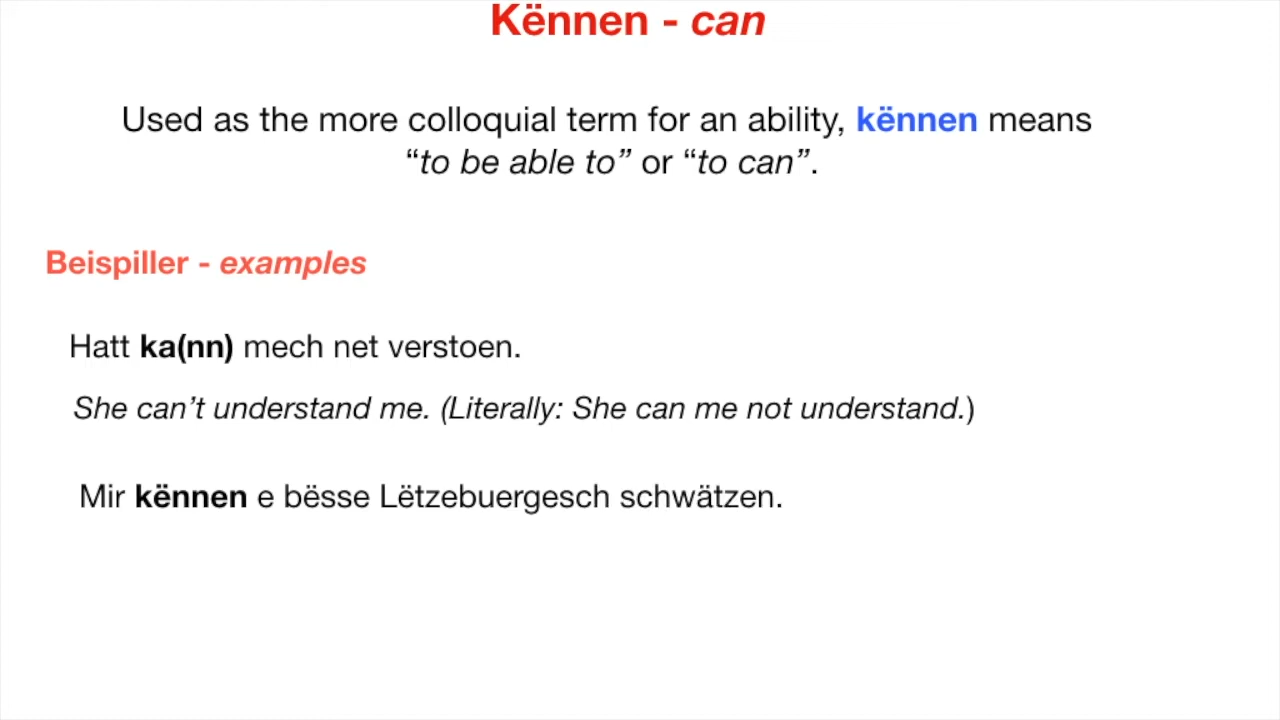 Kënnen - can
Used as the more colloquial term for an ability, kënnen means
“to be able to” or “to can”.
Beispiller - examples
Hatt ka(nn) mech net verstoen.
She can’t understand me. (Literally: She can me not understand.)
Mir kënnen e bësse Lëtzebuergesch schwätzen.